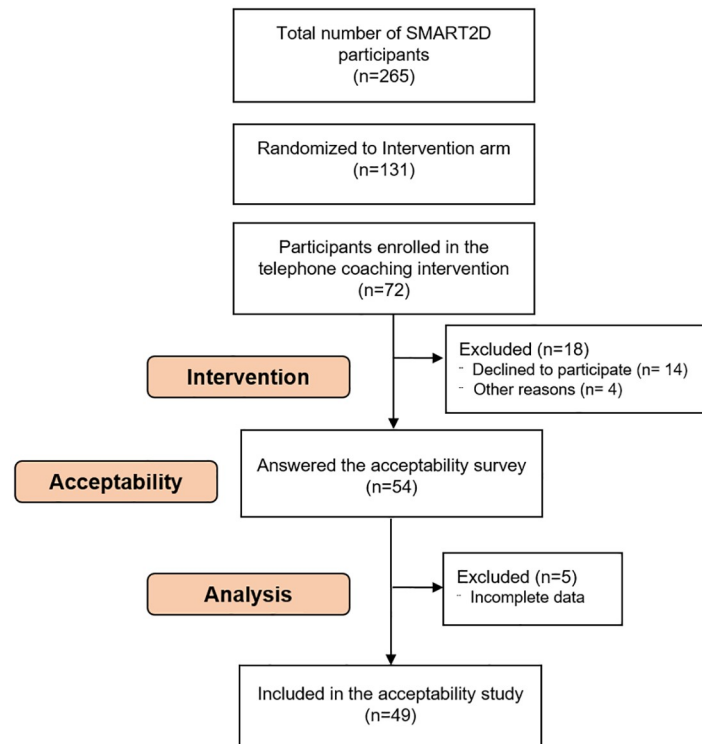 Total number of SMART2D
participants
(n=265)
Randomized to Intervention arm
(n=131)
Participants enrolled in the
telephone coaching intervention
(n=72)
Excluded (n=18)
- Declined to participate (n= 14)
- Other reasons (n= 4)
Intervention
Answered the acceptability survey
(n=54)
Acceptability
Excluded (n=5)
- Incomplete data
Analysis
Included in the acceptability study
(n=49)